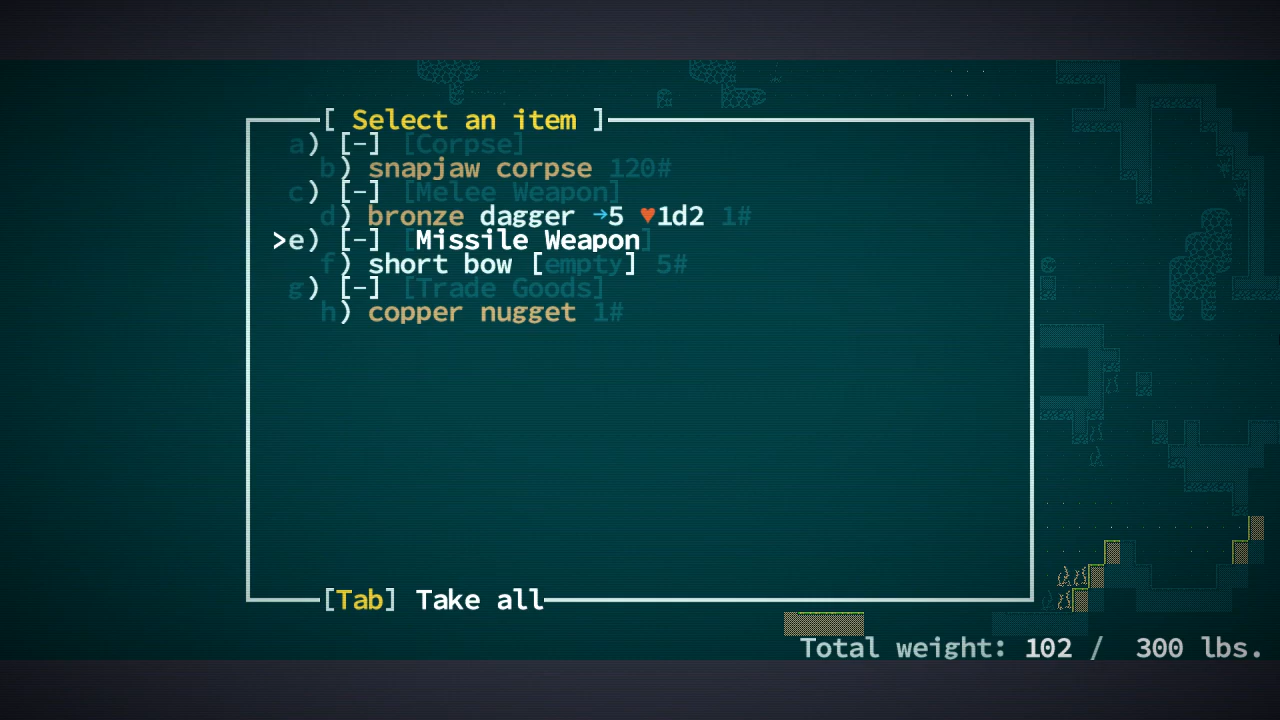 [ Select an item ]
a) [-] [Corpse]
b) snapjaw corpse 120#
c) [-] [Melee Weapon]
d) bronze dagger →5 ♥1d2 1#
>e) [-] [Missile Weapon]
f) short bow [empty] 5#
g) [-] [Trade Goods]
h) copper nugget 1#
[Tab] Take all
Total weight: 102 / 300 lbs.